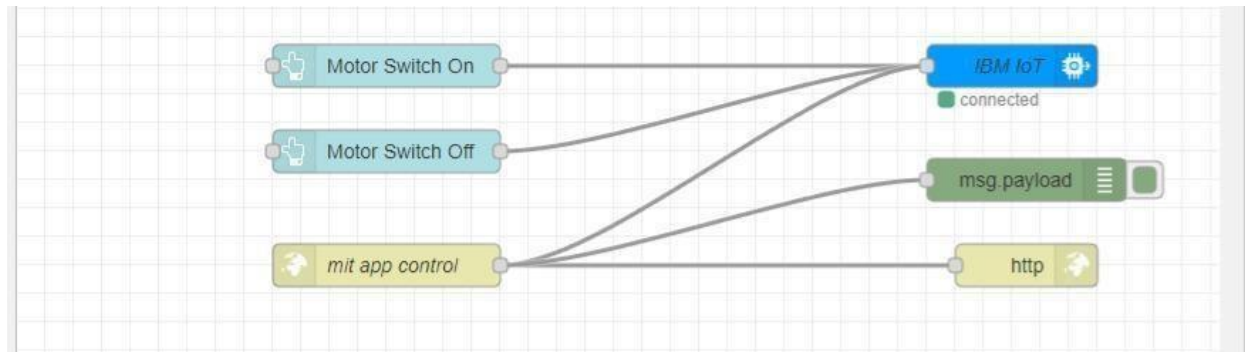 Motor Switch On
IBM IoT
connected
Motor Switch Off
msg.payload
mit app control
http